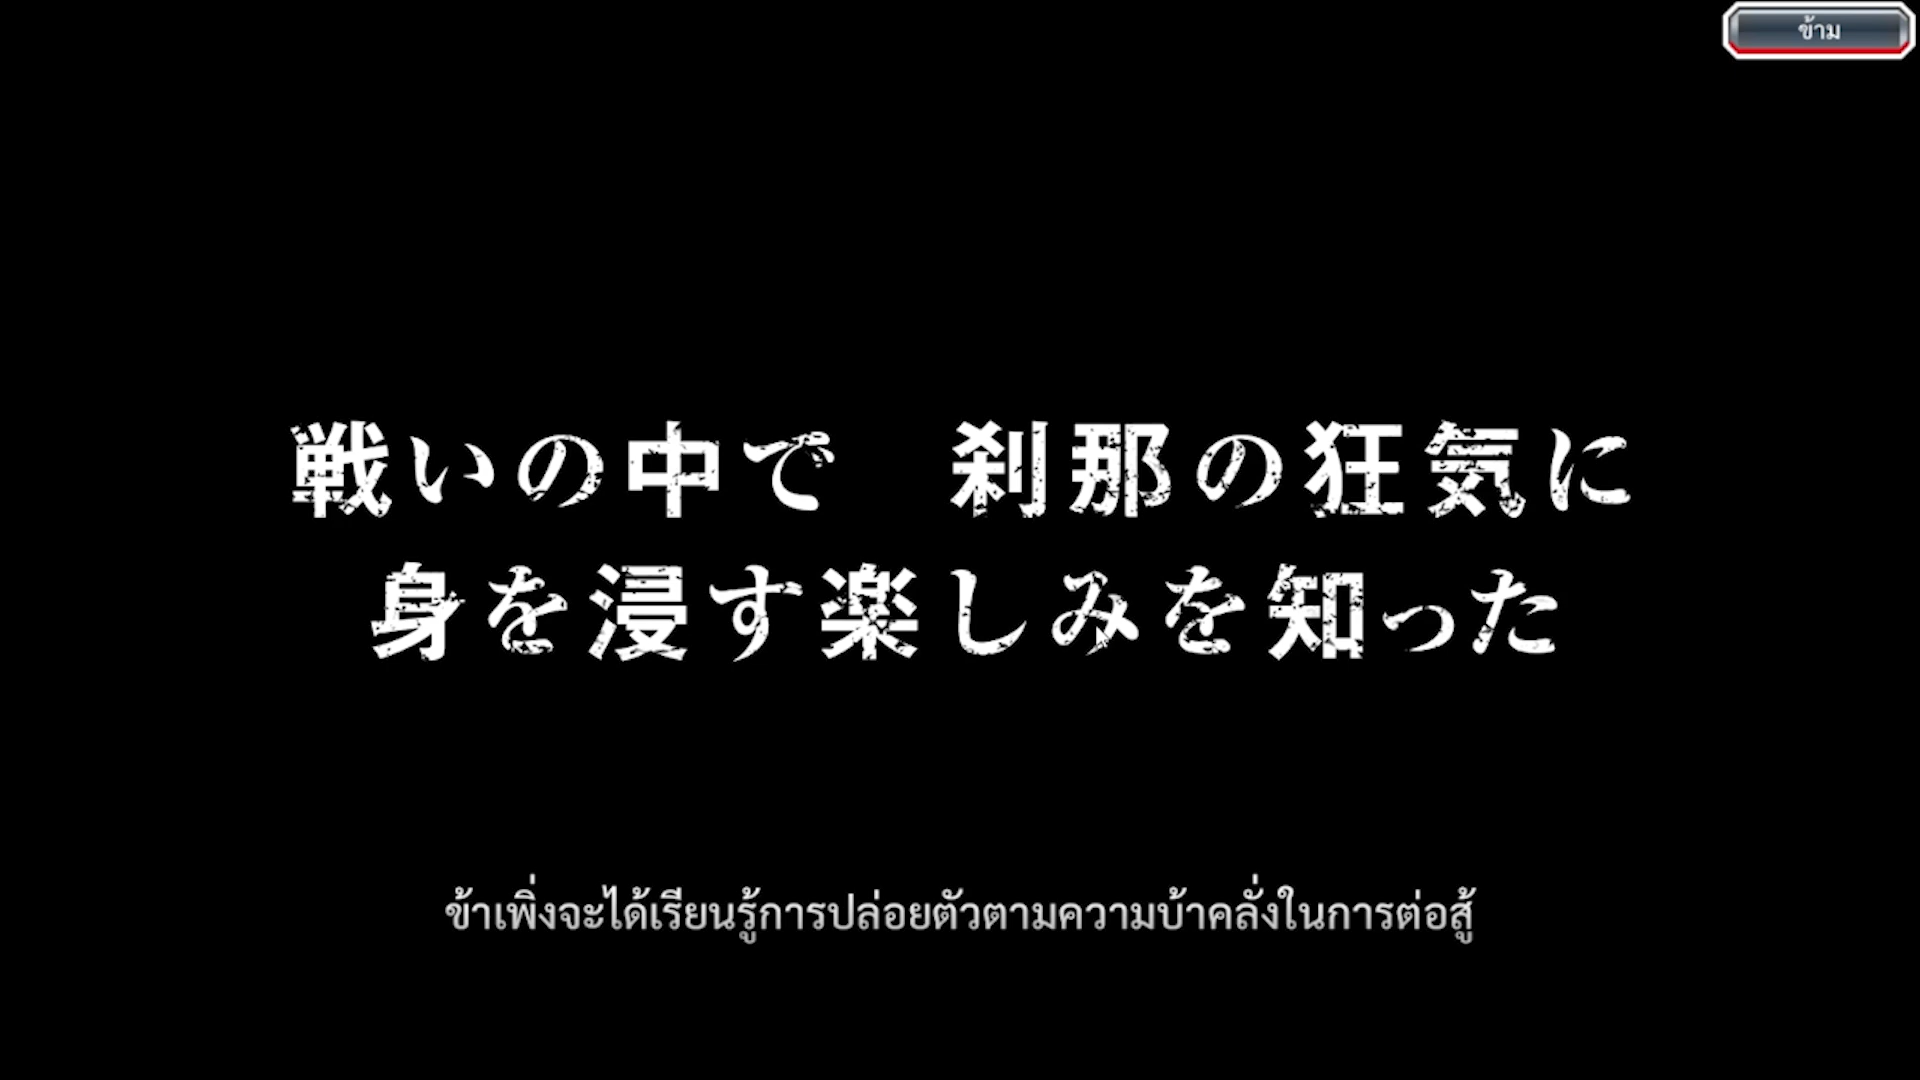 ข้าม
戦いの中で　刹那の狂気に
身を浸す楽しみを知った
ข้าเพิ่งจะได้เรียนรู้การปล่อยตัวตามความบ้าคลั่งในการต่อสู้